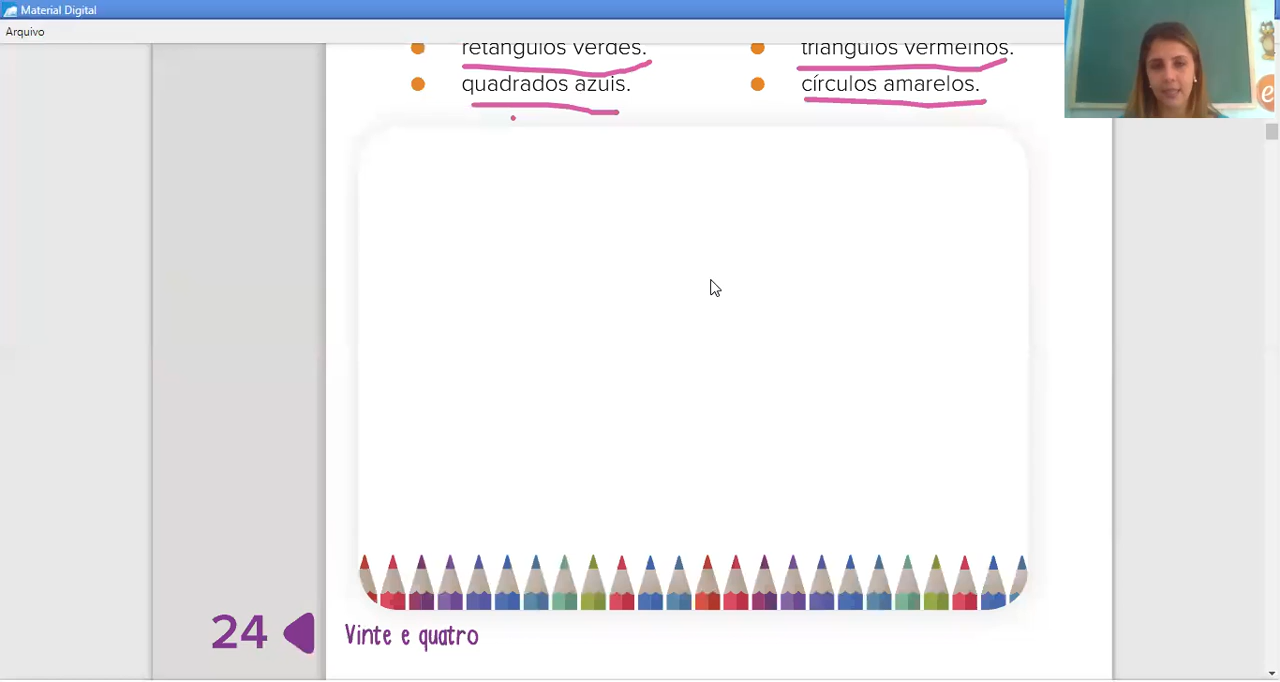 Material Digital
Arquivo
retângulos verdes.
triângulos vermelhos.
quadrados azuis.
círculos amarelos.
24
Vinte e quatro